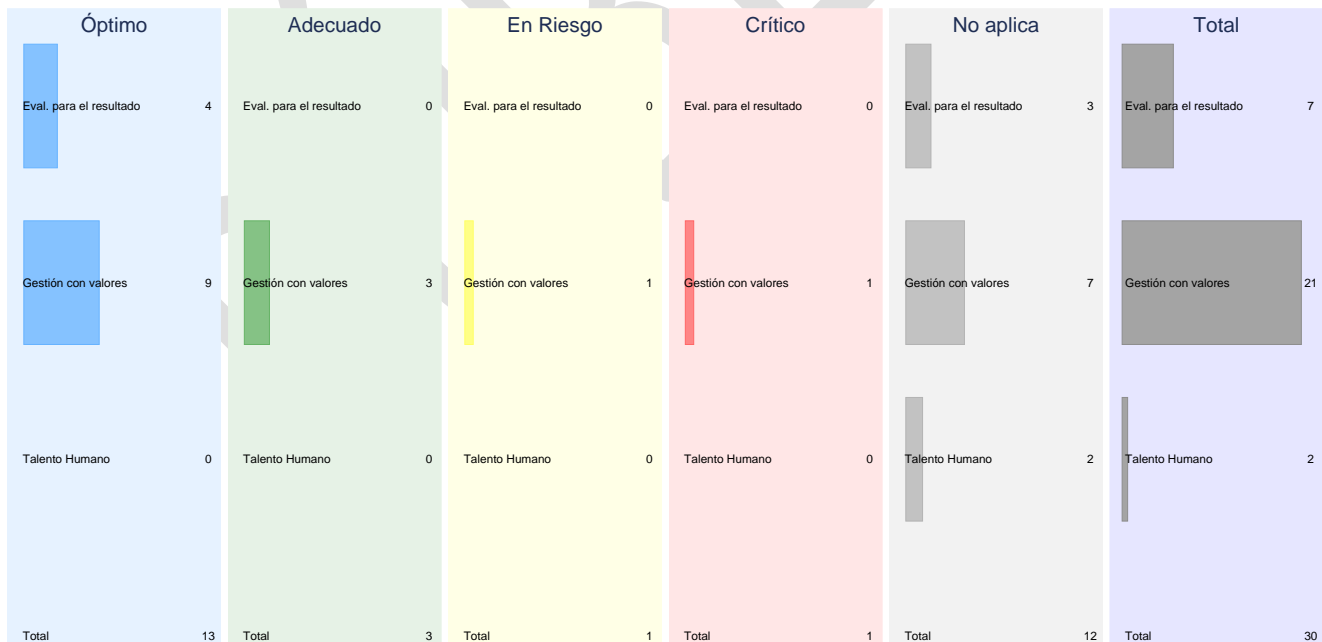 Óptimo Adecuado En Riesgo Crítico No aplica Total
Eval. para el resultado 4 Eval. para el resultado 0 Eval. para el resultado 0 Eval. para el resultado 0 Eval. para el resultado 3 Eval. para el resultado 7
Gestión con valores 9 Gestión con valores 3 Gestión con valores 1 Gestión con valores 1 Gestión con valores 7 Gestión con valores 21
Talento Humano 0 Talento Humano 0 Talento Humano 0 Talento Humano 0 Talento Humano 2 Talento Humano 2
Total 13 Total 3 Total 1 Total 1 Total 12 Total 30